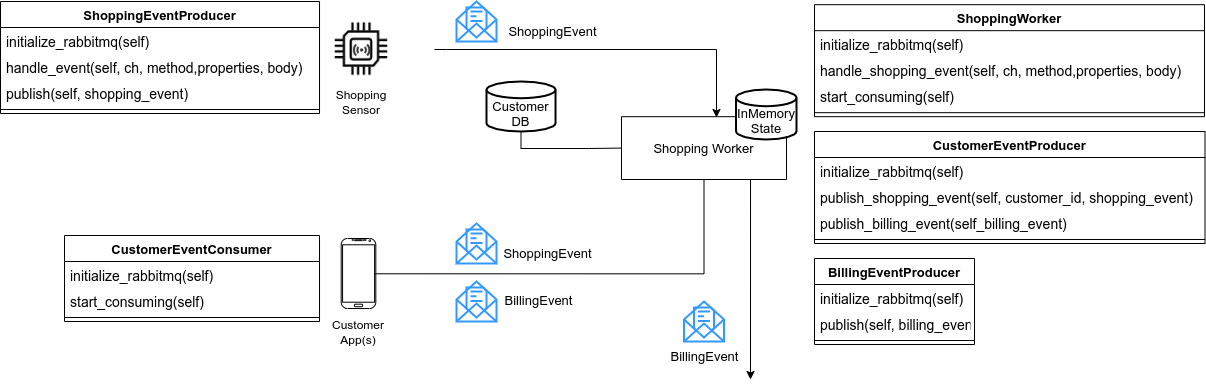 ShoppingEventProducer
initialize_rabbitmq(self)
handle_event(self, ch, method,properties, body)
publish(self, shopping_event)
Shopping
Sensor
ShoppingEvent
Customer
DB
InMemory
State
Shopping Worker
ShoppingWorker
initialize_rabbitmq(self)
handle_shopping_event(self, ch, method,properties, body)
start_consuming(self)
CustomerEventProducer
initialize_rabbitmq(self)
publish_shopping_event(self, customer_id, shopping_event)
publish_billing_event(self_billing_event)
CustomerEventConsumer
initialize_rabbitmq(self)
start_consuming(self)
Customer
App(s)
ShoppingEvent
BillingEvent
BillingEvent
BillingEventProducer
initialize_rabbitmq(self)
publish(self, billing_even